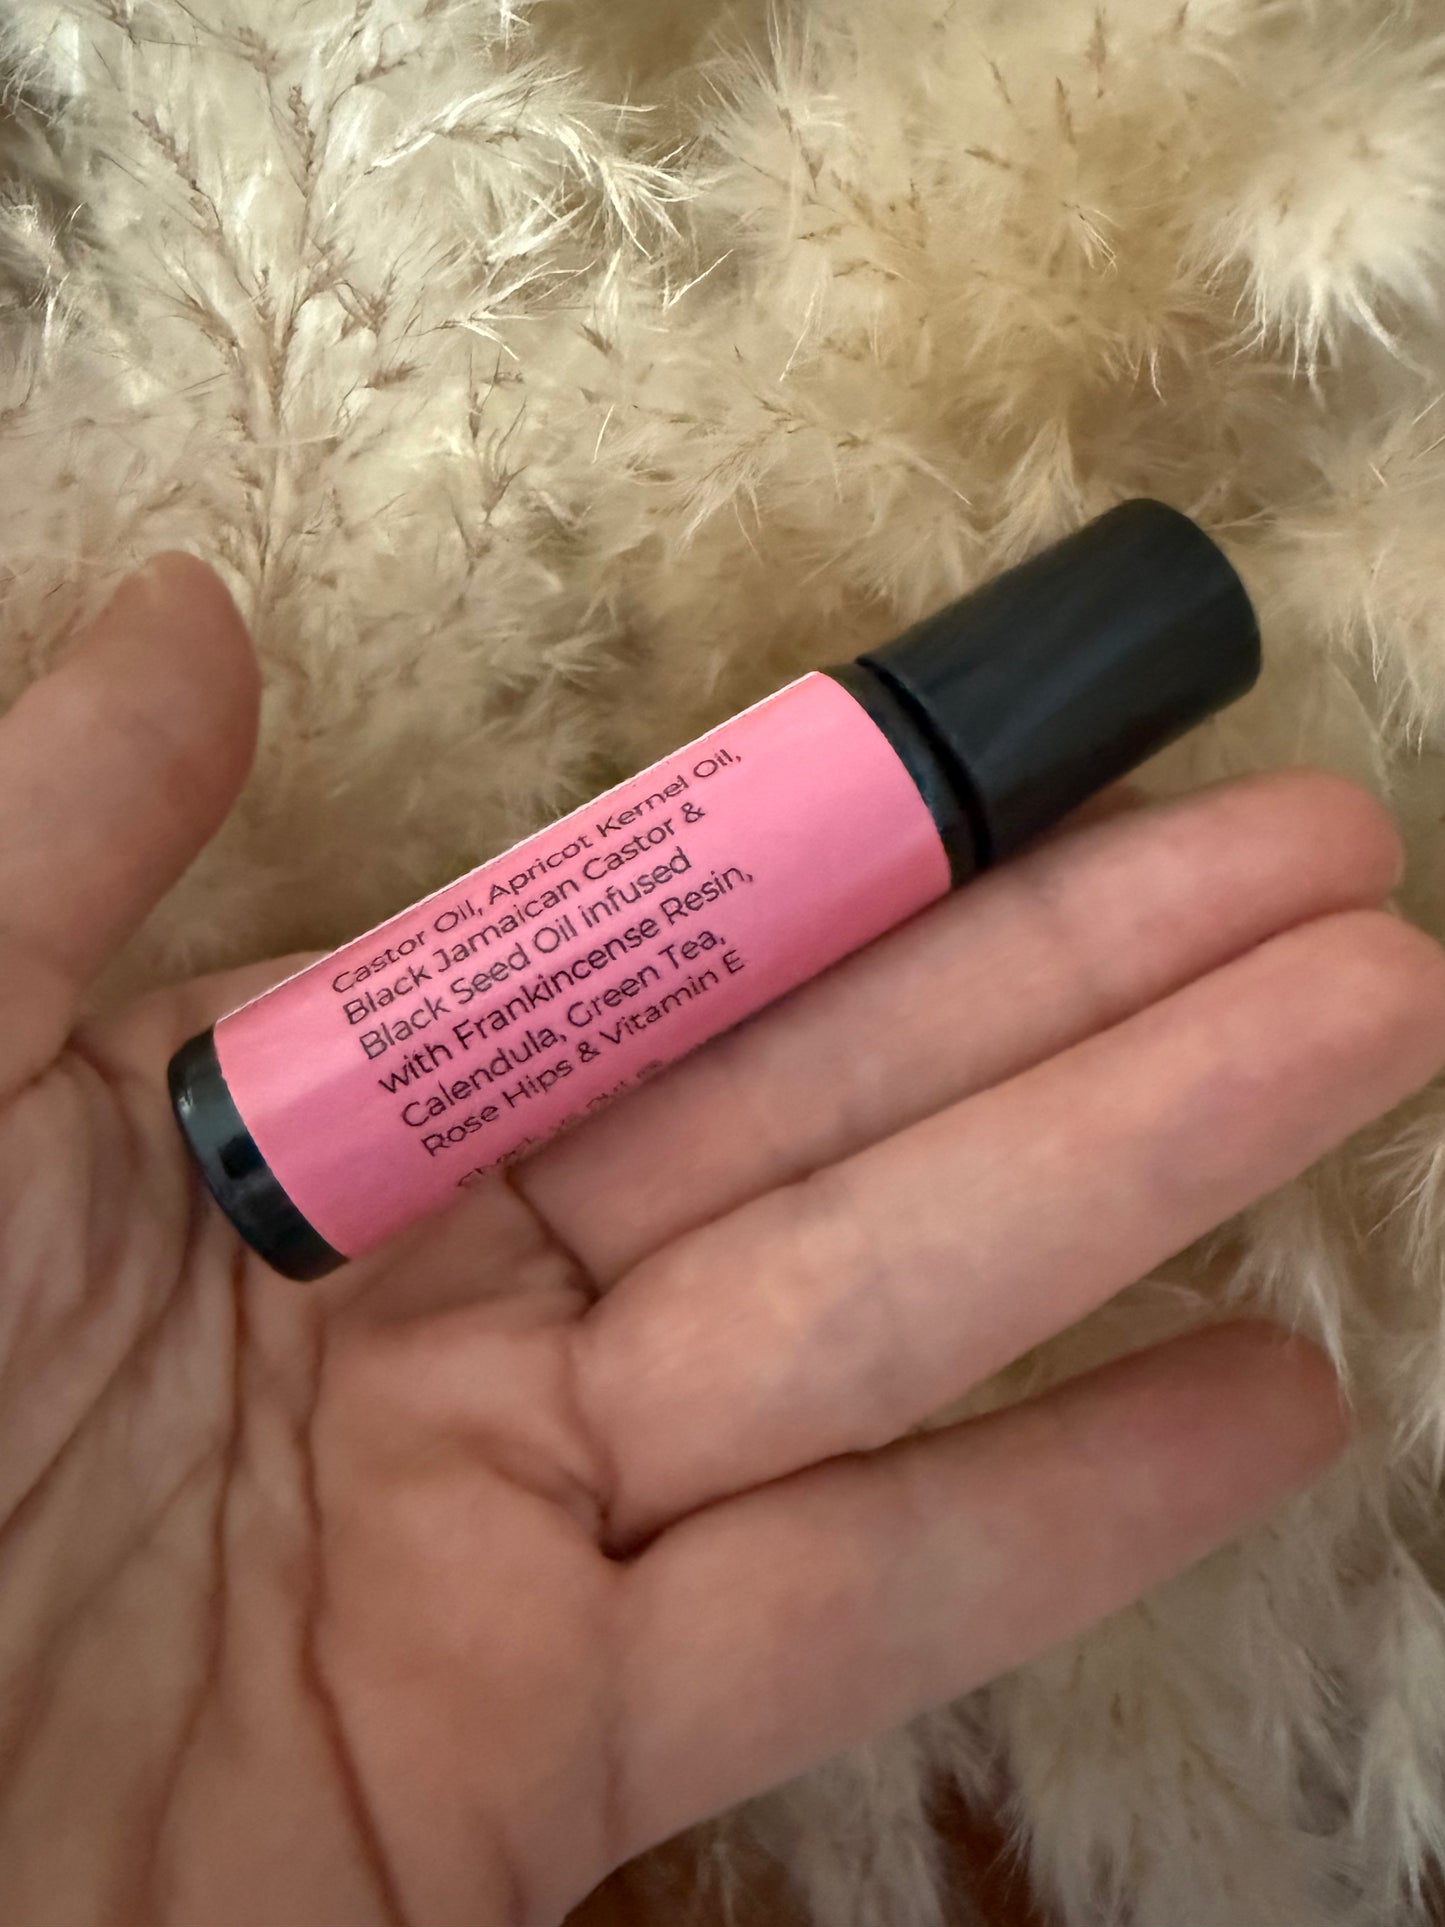 Castor Oil, Apricot Kernel Oil,
Black Jamaican Castor &
Black Seed Oil infused
with Frankincense Resin,
Calendula, Green Tea,
Rose Hips & Vitamin E